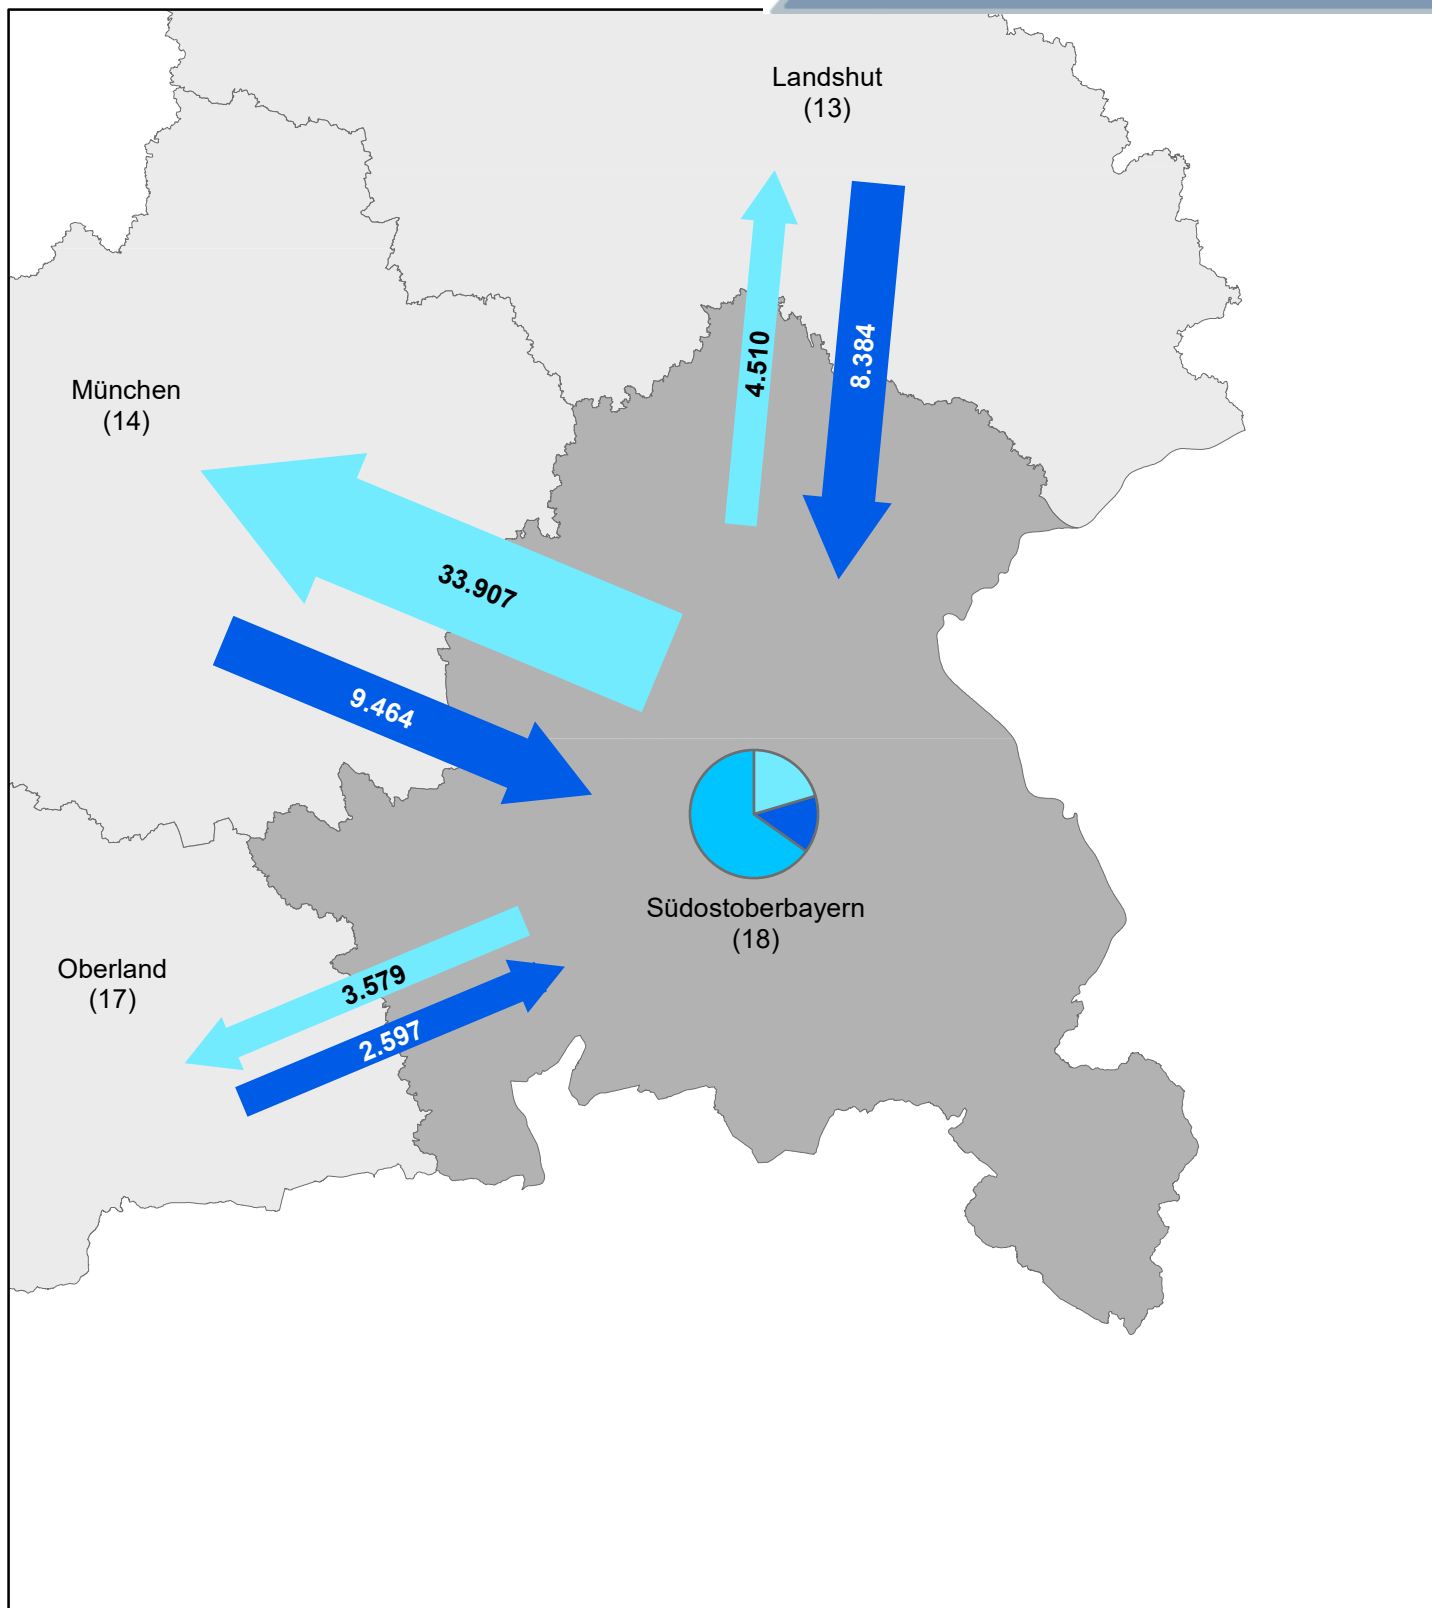 Landshut
(13)
4.510
8.384
München
(14)
33.907
9.464
Südostoberbayern
(18)
Oberland
(17)
3.579
2.597